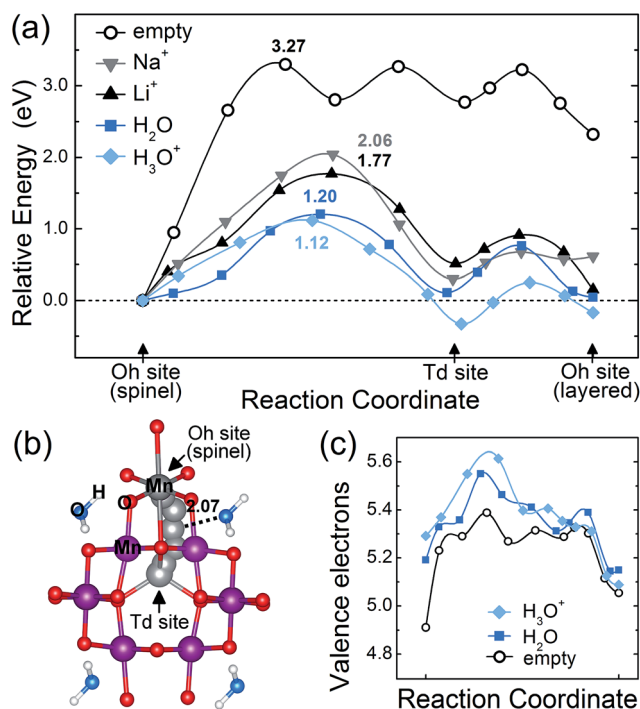 (a)
empty
Na⁺
Li⁺
H₂O
H₃O⁺
3.27
2.06
1.77
1.20
1.12
3.0
2.0
1.0
0.0
Relative Energy (eV)
Oh site
(spinel)
Td site
Oh site
(layered)
Reaction Coordinate
(b)
Oh site
(spinel)
Mn
H
O
O
2.07
Mn
Td site
(c)
5.6
5.4
5.2
5.0
4.8
Valence electrons
H₃O⁺
H₂O
empty
Reaction Coordinate